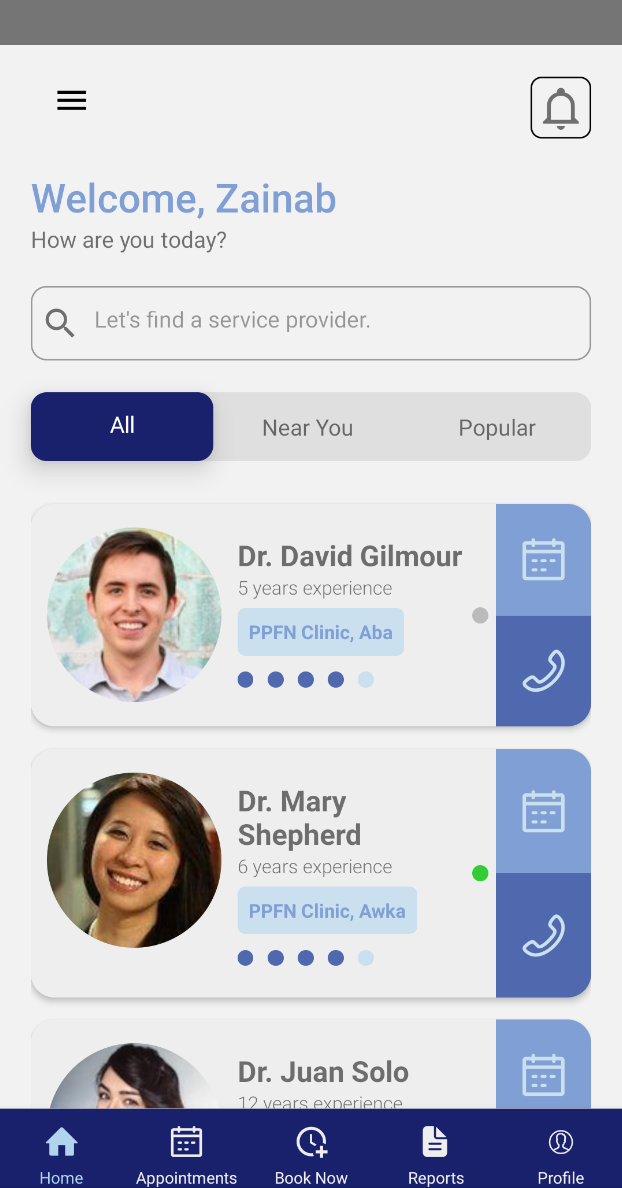 Welcome, Zainab
How are you today?
Let's find a service provider.
All
Near You
Popular
Dr. David Gilmour
5 years experience
PPFN Clinic, Aba
Dr. Mary
Shepherd
6 years experience
PPFN Clinic, Awka
Dr. Juan Solo
12 years experience
Home
Appointments
Book Now
Reports
Profile